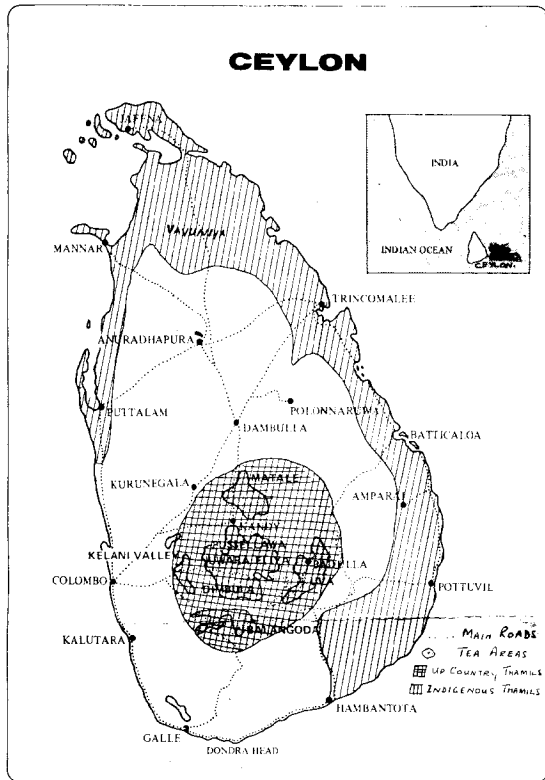 CEYLON
JAFFNA
INDIA
INDIAN OCEAN
CEYLON.
VAVUNIYA
MANNAR
TRINCOMALEE
ANURADHAPURA
PUTTALAM
POLONNARUWA
DAMBULLA
BATTICALOA
KURUNEGALA
MATALE
AMPARAI
KANDY
PUSSELLAWA
KELANI VALLEY
NUWARA ELIYA
BADULLA
UVA
COLOMBO
DIMBULA
POTTUVIL
BALANGODA
KALUTARA
.... MAIN ROADS
TEA AREAS
UP COUNTRY THAMILS
INDIGENOUS THAMILS
HAMBANTOTA
GALLE
DONDRA HEAD